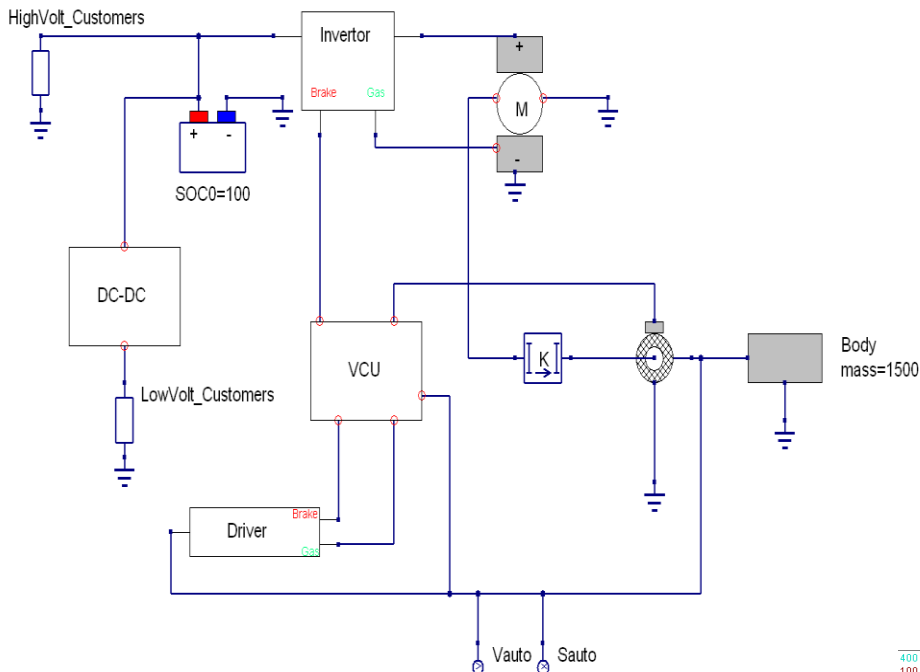 HighVolt_Customers
Invertor
Brake
Gas
+
M
-
+ -
SOC0=100
DC-DC
VCU
K
Body
mass=1500
LowVolt_Customers
Driver
Brake
Gas
Vauto
Sauto
400
100